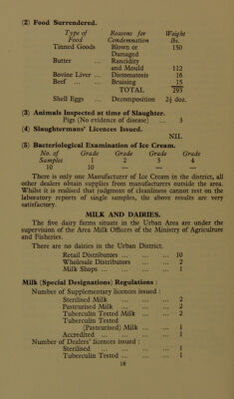 (2) Food Surrendered.
Type of Food Reasons for Condemnation Weight lbs.
Tinned Goods Blown or Damaged 150
Butter ... Rancidity and Mould 112
Bovine Liver ... Distomatosis 16
Beef ... ... Bruising 15
TOTAL 293
Shell Eggs ... Decomposition 2½ doz.
(3) Animals Inspected at time of Slaughter.
Pigs (No evidence of disease) ... 3
(4) Slaughtermans' Licences Issued.
NIL
(5) Bacteriological Examination of Ice Cream.
No. of Grade Grade Grade Grade
Samples 1 2 3 4
10 10 — — —
There is only one Manufacturer of Ice Cream in the district, all
other dealers obtain supplies from manufacturers outside the area.
Whilst it is realised that judgment of cleanliness cannot rest on the
laboratory reports of single samples, the above results are very
satisfactory.
MILK AND DAIRIES.
The five dairy farms situate in the Urban Area are under the
supervision of the Area Milk Officers of the Ministry of Agriculture
and Fisheries.
There are no dairies in the Urban District.
Retail Distributors ... ... ... 10
Wholesale Distributors ... ... 2
Milk Shops ... ... ... ... 1
Milk (Special Designations) Regulations :
Number of Supplementary licences issued :
Sterilised Milk ... ... ... 2
Pasteurised Milk ... ... ... 2
Tuberculin Tested Milk ... ... 2
Tuberculin Tested
(Pasteurised) Milk ... ... 1
Accredited ... ... ... ... 1
Number of Dealers' licences issued :
Sterilised. ... ... ... ... 1
Tuberculin Tested ... ... ... 1
18